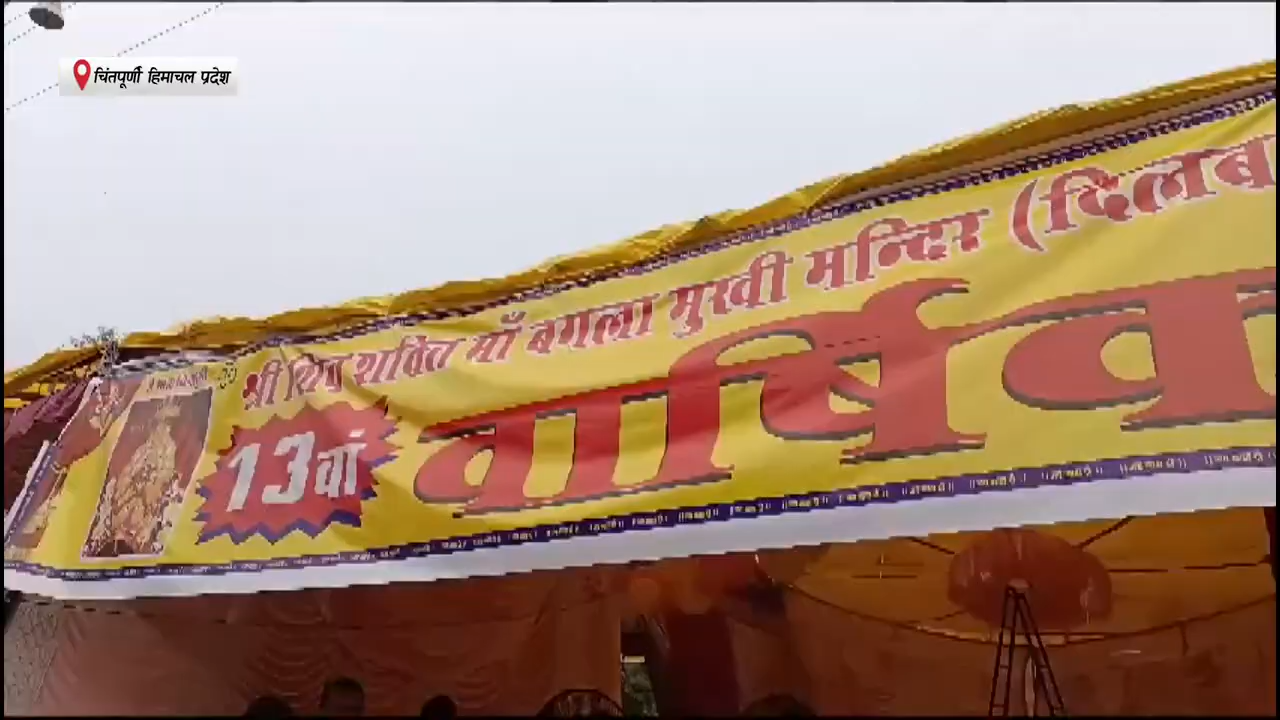 चिंतपूर्णी हिमाचल प्रदेश
श्री शिव शक्ति माँ बगला मुखी मन्दिर (दिलब
13वां
वार्षिक